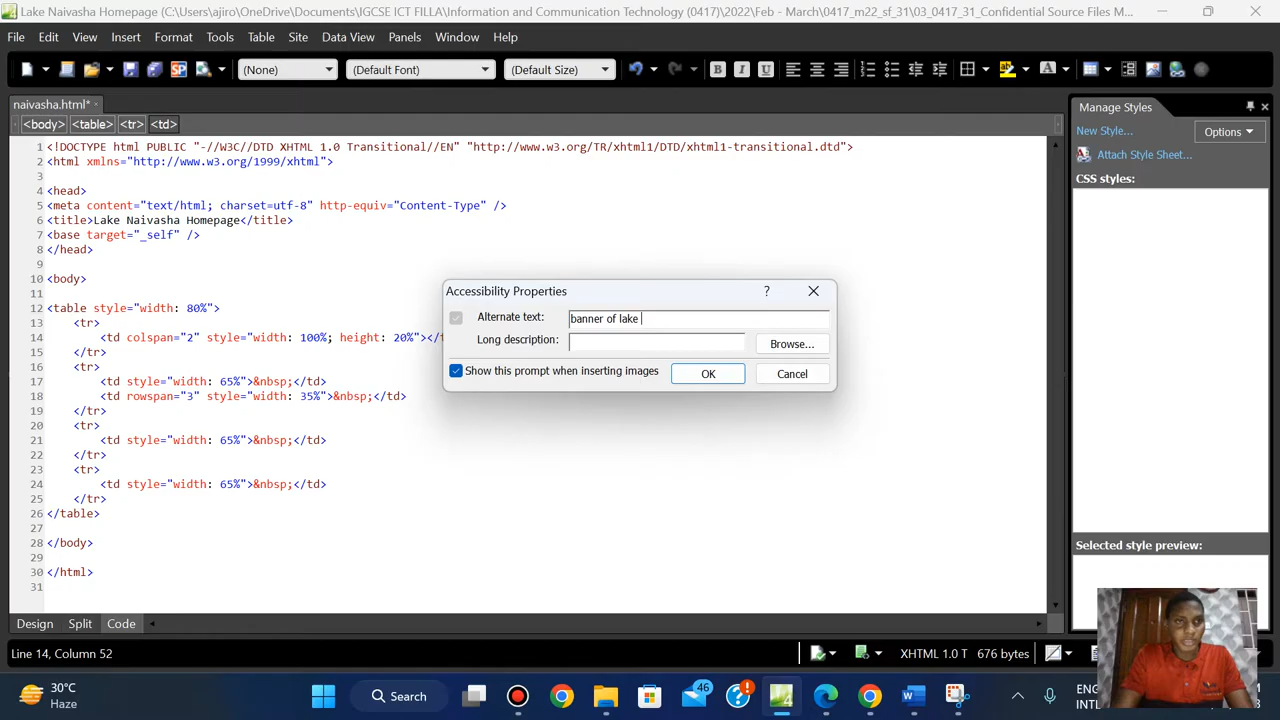 Lake Naivasha Homepage (C:\Users\ajiro\OneDrive\Documents\IGCSE ICT FILLA\Information and Communication Technology (0417)\2022\Feb - March\0417_m22_sf_31\03_0417_31_Confidential Source Files M...
File Edit View Insert Format Tools Table Site Data View Panels Window Help
(None) (Default Font) (Default Size) B I U A
naivasha.html*
<body> <table> <tr> <td>
1 <!DOCTYPE html PUBLIC "-//W3C//DTD XHTML 1.0 Transitional//EN" "http://www.w3.org/TR/xhtml1/DTD/xhtml1-transitional.dtd">
2 <html xmlns="http://www.w3.org/1999/xhtml">
3
4 <head>
5 <meta content="text/html; charset=utf-8" http-equiv="Content-Type" />
6 <title>Lake Naivasha Homepage</title>
7 <base target="_self" />
8 </head>
9
10 <body>
11
12 <table style="width: 80%">
13 <tr>
14 <td colspan="2" style="width: 100%; height: 20%"></t
15 </tr>
16 <tr>
17 <td style="width: 65%">&nbsp;</td>
18 <td rowspan="3" style="width: 35%">&nbsp;</td>
19 </tr>
20 <tr>
21 <td style="width: 65%">&nbsp;</td>
22 </tr>
23 <tr>
24 <td style="width: 65%">&nbsp;</td>
25 </tr>
26 </table>
27
28 </body>
29
30 </html>
31
Accessibility Properties ?
Alternate text: banner of lake
Long description: Browse...
Show this prompt when inserting images OK Cancel
Manage Styles
New Style... Options
Attach Style Sheet...
CSS styles:
Selected style preview:
Design Split Code
Line 14, Column 52 XHTML 1.0 T 676 bytes
30°C
Haze
Search
46
1
ENG
INTL